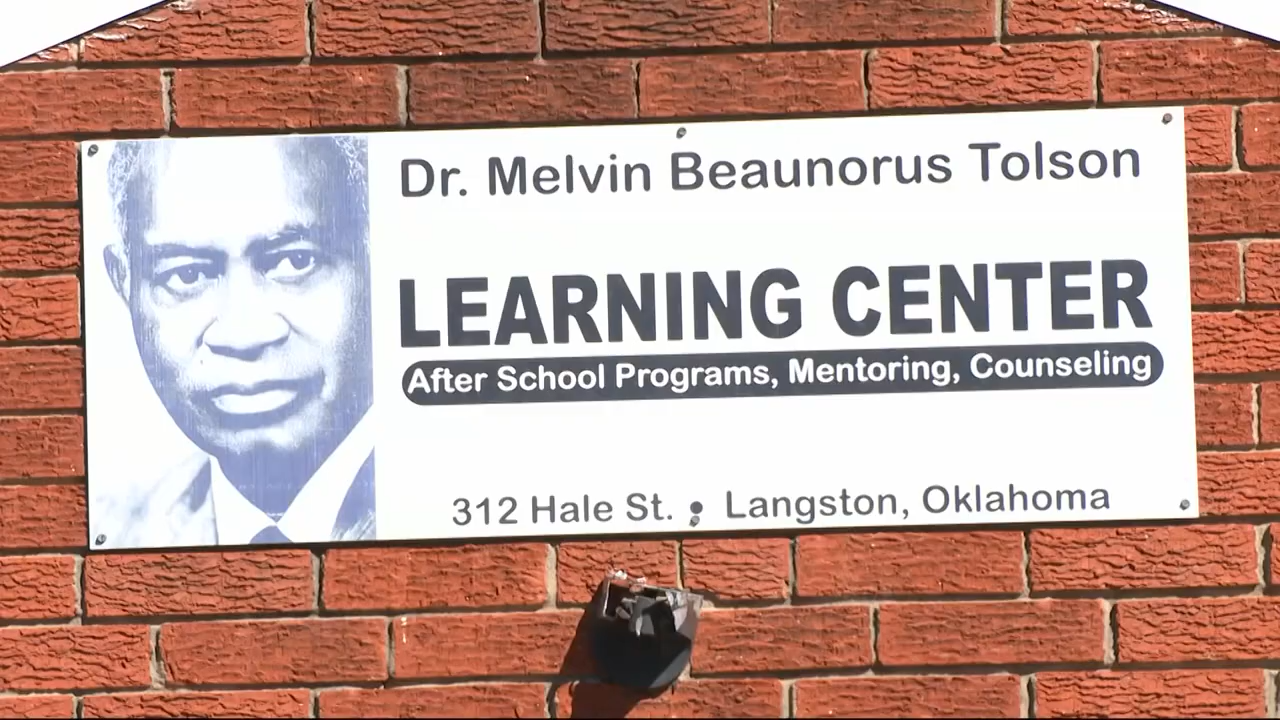 Dr. Melvin Beaunorus Tolson
LEARNING CENTER
After School Programs, Mentoring, Counseling
312 Hale St. • Langston, Oklahoma